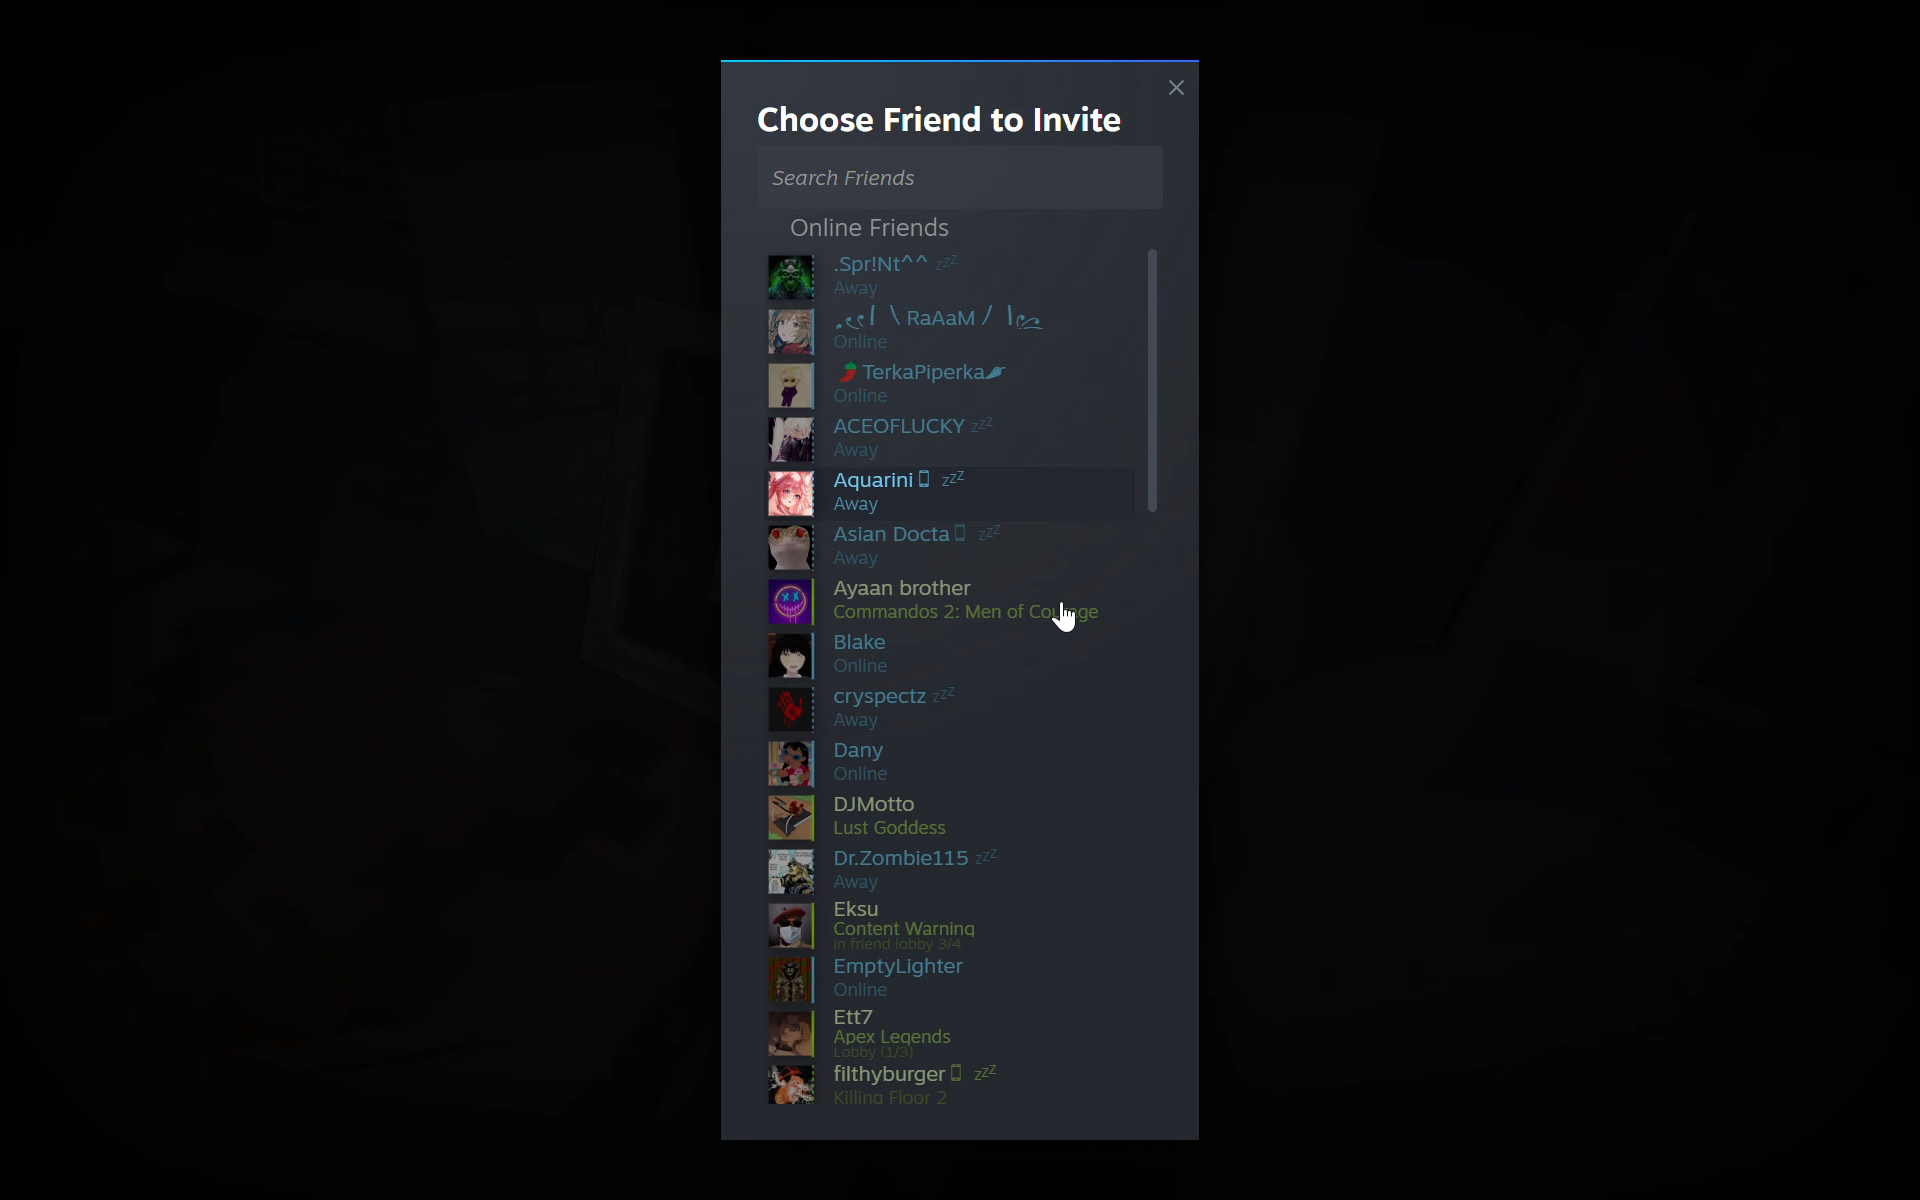 Choose Friend to Invite
Search Friends
Online Friends
.Spr!Nt^^ zzZ
Away
RaAaM
Online
🌶TerkaPiperka🌶
Online
ACEOFLUCKY zzZ
Away
Aquarini zzZ
Away
Asian Docta zzZ
Away
Ayaan brother
Commandos 2: Men of Courage
Blake
Online
cryspectz zzZ
Away
Dany
Online
DJMotto
Lust Goddess
Dr.Zombie115 zzZ
Away
Eksu
Content Warning
in friend lobby 3/4
EmptyLighter
Online
Ett7
Apex Legends
Lobby (1/3)
filthyburger zzZ
Killing Floor 2